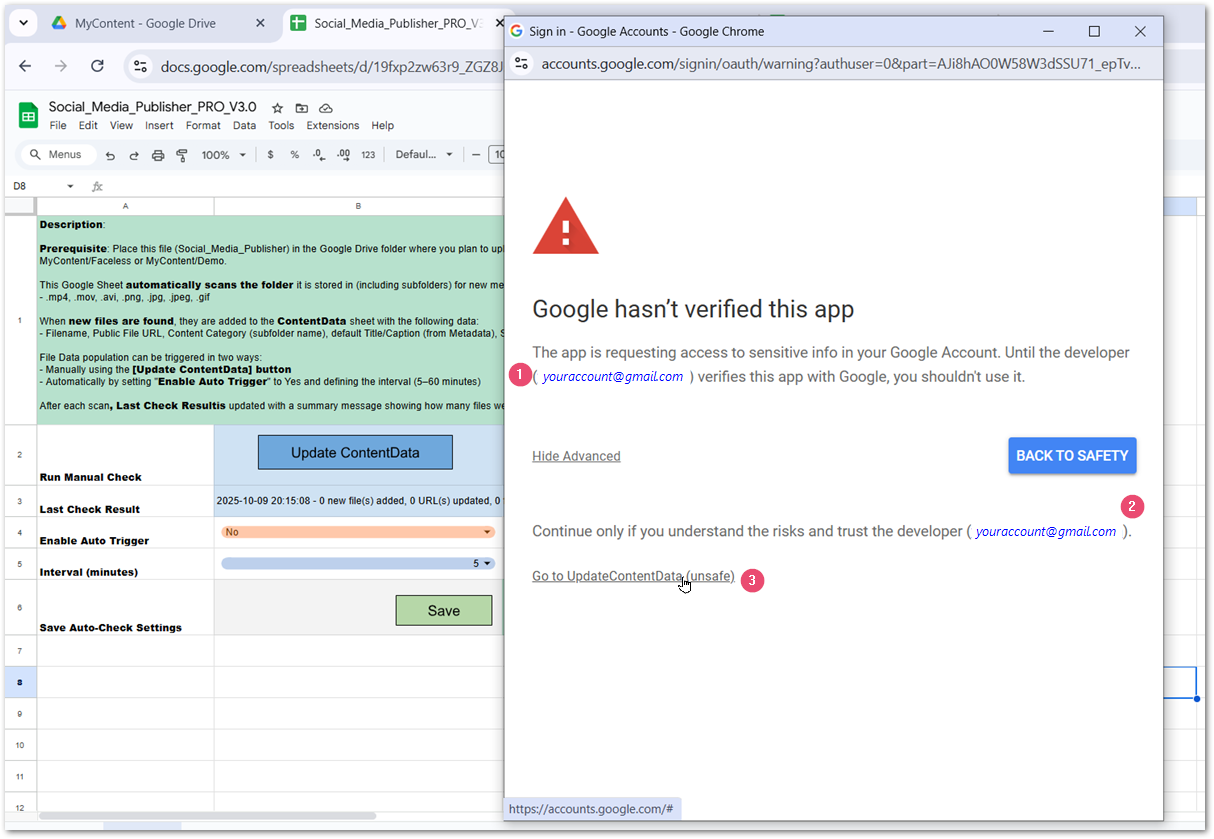 MyContent - Google Drive
Social_Media_Publisher_PRO_V3
Sign in - Google Accounts - Google Chrome
docs.google.com/spreadsheets/d/19fxp2zw63r9_ZGZ8J
accounts.google.com/signin/oauth/warning?authuser=0&part=AJi8hAO0W58W3dSSU71_epTv...
Social_Media_Publisher_PRO_V3.0
File Edit View Insert Format Data Tools Extensions Help
Menus 100% $ % .0 .00 123 Defaul... 10
D8 fx
A B
1
Description:
Prerequisite: Place this file (Social_Media_Publisher) in the Google Drive folder where you plan to up
MyContent/Faceless or MyContent/Demo.
This Google Sheet automatically scans the folder it is stored in (including subfolders) for new me
- .mp4, .mov, .avi, .png, .jpg, .jpeg, .gif
When new files are found, they are added to the ContentData sheet with the following data:
- Filename, Public File URL, Content Category (subfolder name), default Title/Caption (from Metadata), S
File Data population can be triggered in two ways:
- Manually using the [Update ContentData] button
- Automatically by setting "Enable Auto Trigger" to Yes and defining the interval (5–60 minutes)
After each scan, Last Check Resultis updated with a summary message showing how many files we
2 Run Manual Check Update ContentData
3 Last Check Result 2025-10-09 20:15:08 - 0 new file(s) added, 0 URL(s) updated, 0
4 Enable Auto Trigger No
5 Interval (minutes) 5
6 Save Auto-Check Settings Save
7
8
9
10
11
12
Google hasn’t verified this app
The app is requesting access to sensitive info in your Google Account. Until the developer
1 ( youraccount@gmail.com ) verifies this app with Google, you shouldn't use it.
Hide Advanced
BACK TO SAFETY
2
Continue only if you understand the risks and trust the developer ( youraccount@gmail.com ).
Go to UpdateContentData (unsafe) 3
https://accounts.google.com/#